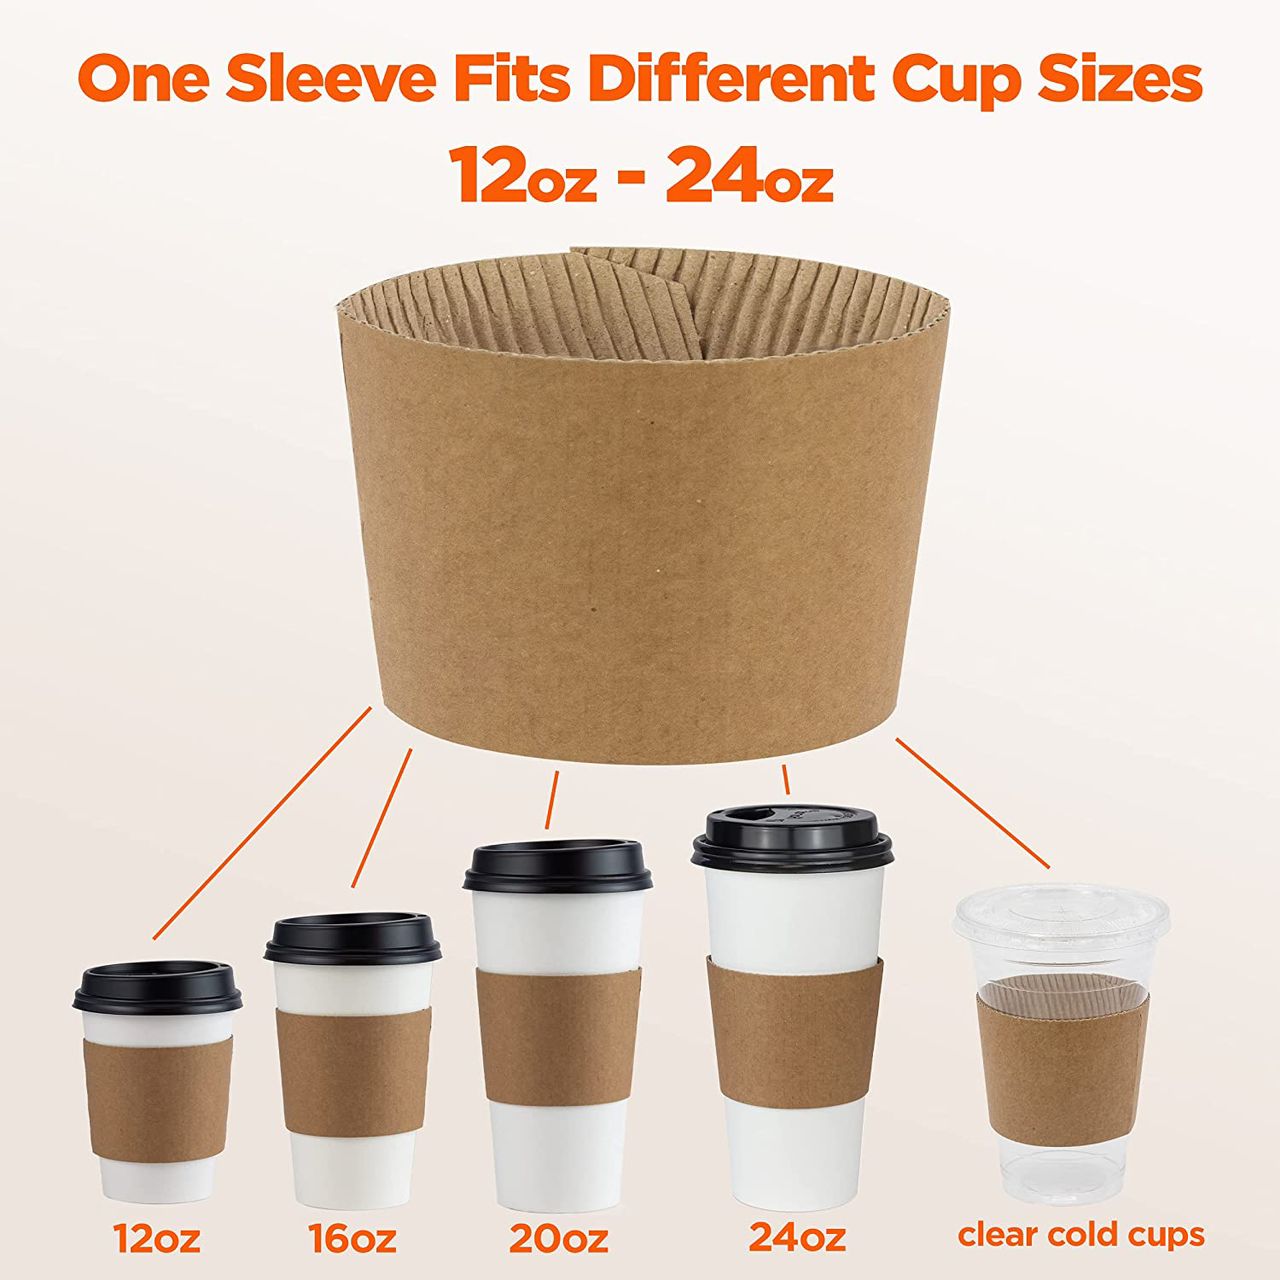 One Sleeve Fits Different Cup Sizes
12oz - 24oz
12oz
16oz
20oz
24oz
clear cold cups